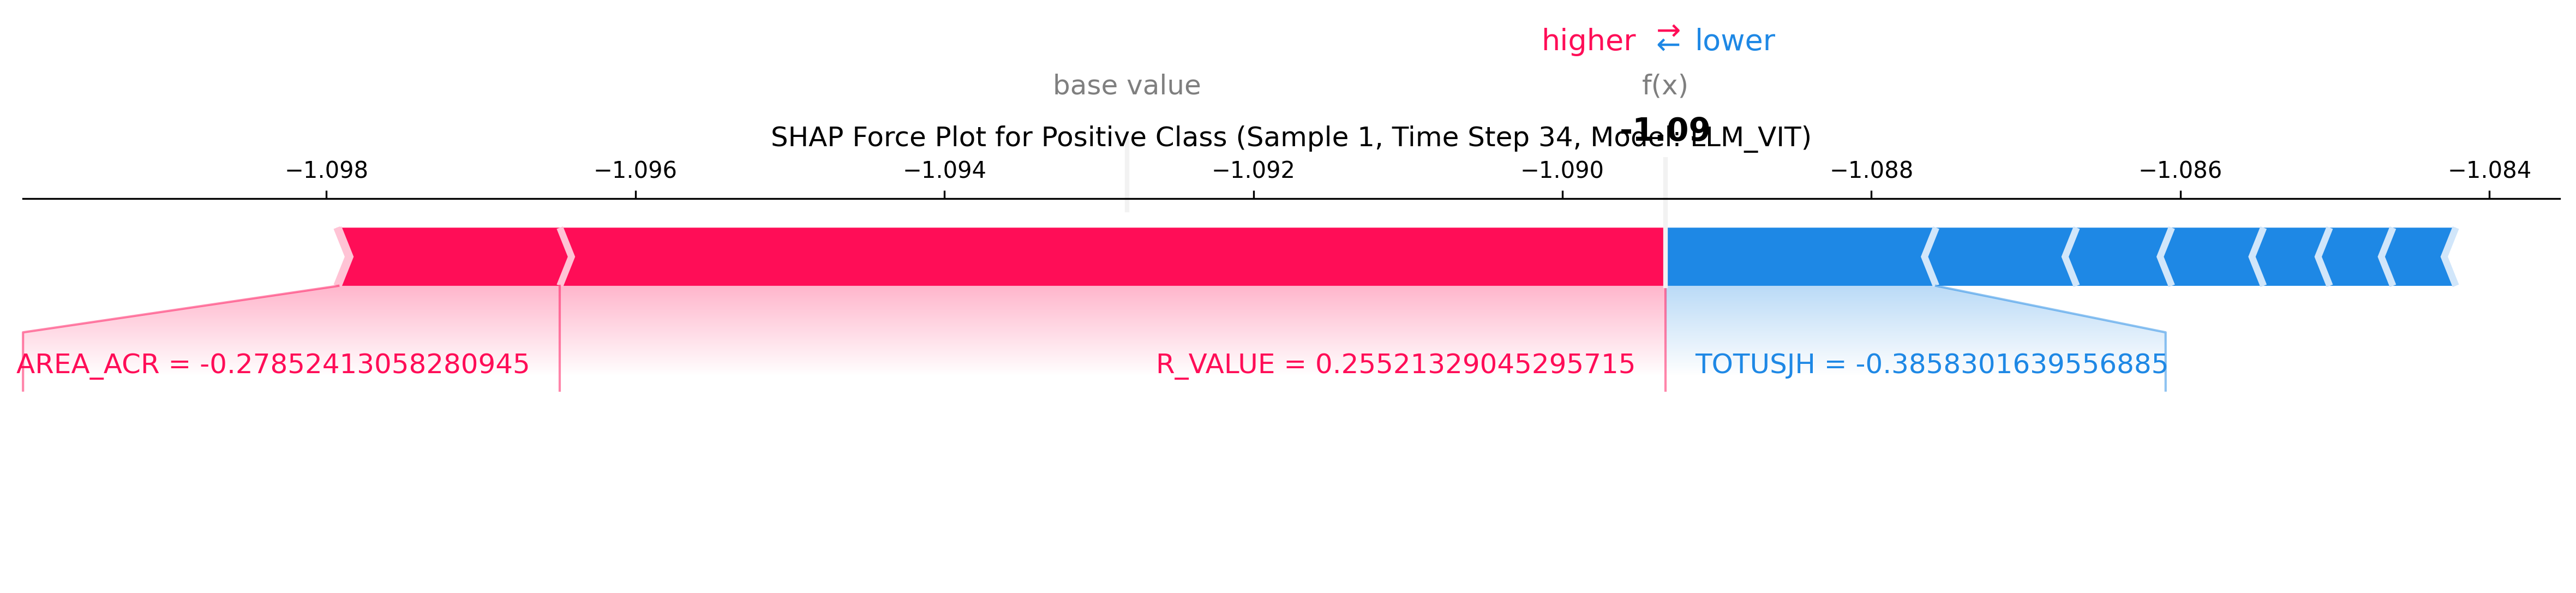 higher ⇄ lower
base value f(x)
SHAP Force Plot for Positive Class (Sample 1, Time Step 34, Model: LLM_VIT)
-1.09
−1.098 −1.096 −1.094 −1.092 −1.090 −1.088 −1.086 −1.084
AREA_ACR = -0.27852413058280945 R_VALUE = 0.25521329045295715 TOTUSJH = -0.3858301639556885